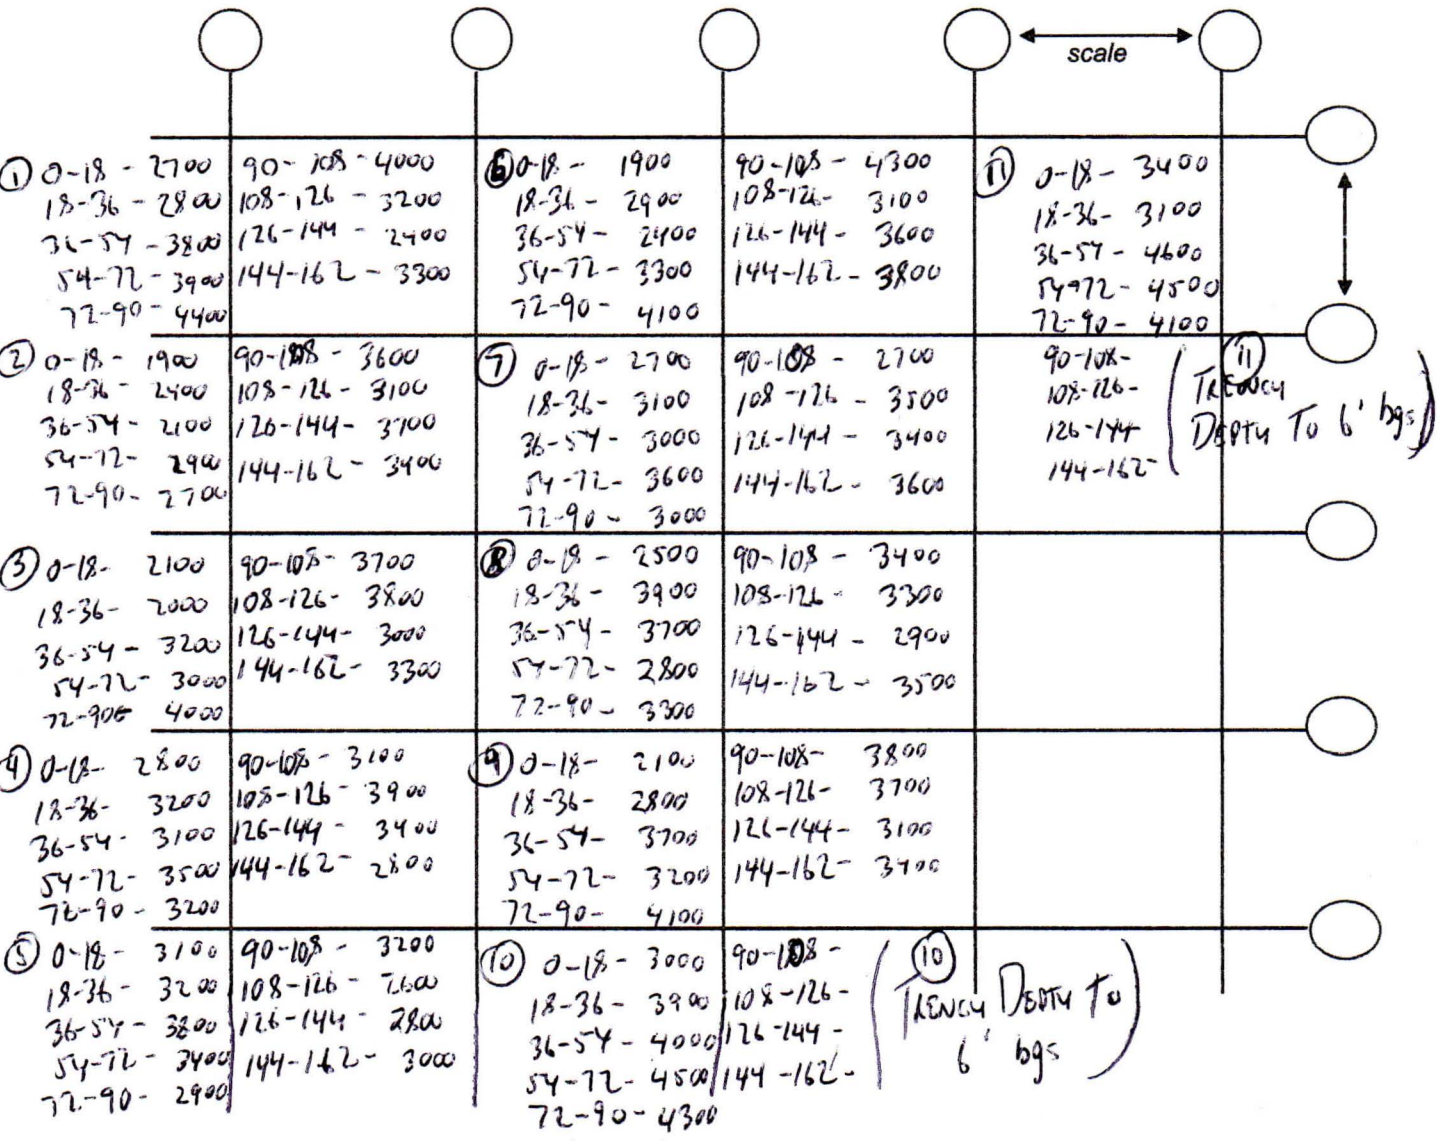 scale
① 0-18 - 2700
18-36 - 2800
36-54 - 3800
54-72 - 3900
72-90 - 4400
90-108 - 4000
108-126 - 3200
126-144 - 2400
144-162 - 3300
⑥ 0-18 - 1900
18-36 - 2900
36-54 - 2400
54-72 - 3300
72-90 - 4100
90-108 - 4300
108-126 - 3100
126-144 - 3600
144-162 - 3800
⑪ 0-18 - 3400
18-36 - 3100
36-54 - 4600
54-72 - 4500
72-90 - 4100
90-108 -
108-126 -
126-144
144-162 -
⑪
(TRENCH
DEPTH TO 6' bgs)
② 0-18 - 1900
18-36 - 2400
36-54 - 2100
54-72 - 2900
72-90 - 2700
90-108 - 3600
108-126 - 3100
126-144 - 3700
144-162 - 3400
⑦ 0-18 - 2700
18-36 - 3100
36-54 - 3000
54-72 - 3600
72-90 - 3000
90-108 - 2700
108-126 - 3500
126-144 - 3400
144-162 - 3600
③ 0-18 - 2100
18-36 - 2000
36-54 - 3200
54-72 - 3000
72-90 4000
90-108 - 3700
108-126 - 3800
126-144 - 3000
144-162 - 3300
⑧ 0-18 - 2500
18-36 - 3900
36-54 - 3700
54-72 - 2800
72-90 - 3300
90-108 - 3400
108-126 - 3300
126-144 - 2900
144-162 - 3500
④ 0-18 - 2800
18-36 - 3200
36-54 - 3100
54-72 - 3500
72-90 - 3200
90-108 - 3100
108-126 - 3900
126-144 - 3400
144-162 - 2800
⑨ 0-18 - 2100
18-36 - 2800
36-54 - 3700
54-72 - 3200
72-90 - 4100
90-108 - 3800
108-126 - 3700
126-144 - 3100
144-162 - 3400
⑤ 0-18 - 3100
18-36 - 3200
36-54 - 3800
54-72 - 3400
72-90 - 2900
90-108 - 3200
108-126 - 2600
126-144 - 2800
144-162 - 3000
⑩ 0-18 - 3000
18-36 - 3900
36-54 - 4000
54-72 - 4500
72-90 - 4300
90-108 -
108-126 -
126-144 -
144-162 -
⑩
(TRENCH DEPTH TO
6' bgs)